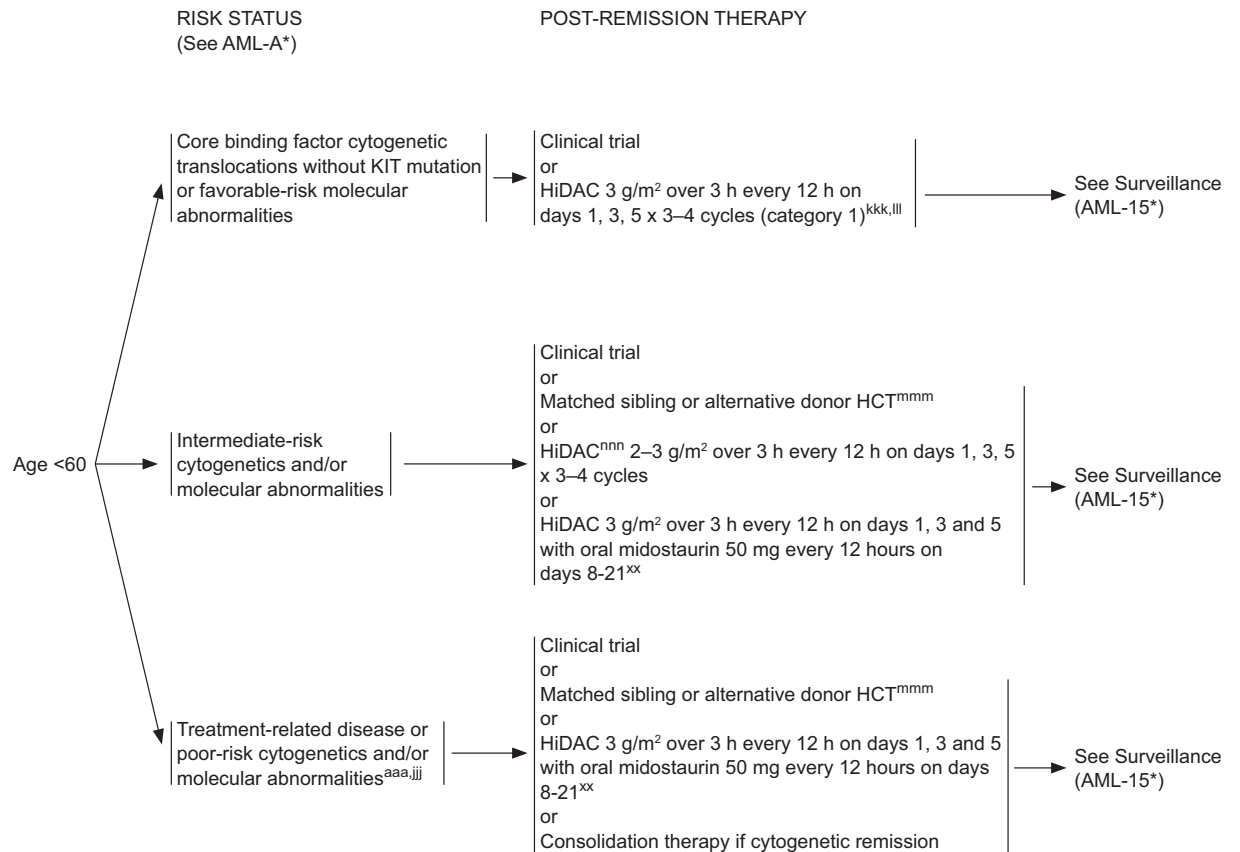 RISK STATUS
(See AML-A*)
POST-REMISSION THERAPY
Age <60
Core binding factor cytogenetic
translocations without KIT mutation
or favorable-risk molecular
abnormalities
Clinical trial
or
HiDAC 3 g/m² over 3 h every 12 h on
days 1, 3, 5 x 3–4 cycles (category 1)kkk,lll
See Surveillance
(AML-15*)
Intermediate-risk
cytogenetics and/or
molecular abnormalities
Clinical trial
or
Matched sibling or alternative donor HCTmmm
or
HiDACnnn 2–3 g/m² over 3 h every 12 h on days 1, 3, 5
x 3–4 cycles
or
HiDAC 3 g/m² over 3 h every 12 h on days 1, 3 and 5
with oral midostaurin 50 mg every 12 hours on
days 8-21xx
See Surveillance
(AML-15*)
Treatment-related disease or
poor-risk cytogenetics and/or
molecular abnormalitiesaaa,jjj
Clinical trial
or
Matched sibling or alternative donor HCTmmm
or
HiDAC 3 g/m² over 3 h every 12 h on days 1, 3 and 5
with oral midostaurin 50 mg every 12 hours on days
8-21xx
or
Consolidation therapy if cytogenetic remission
See Surveillance
(AML-15*)